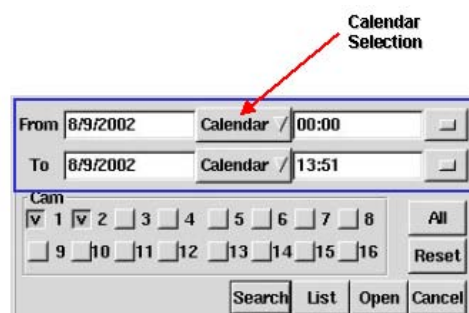 Calendar
Selection
From 8/9/2002 Calendar 00:00
To 8/9/2002 Calendar 13:51
Cam
v 1 v 2 3 4 5 6 7 8 All
9 10 11 12 13 14 15 16 Reset
Search List Open Cancel